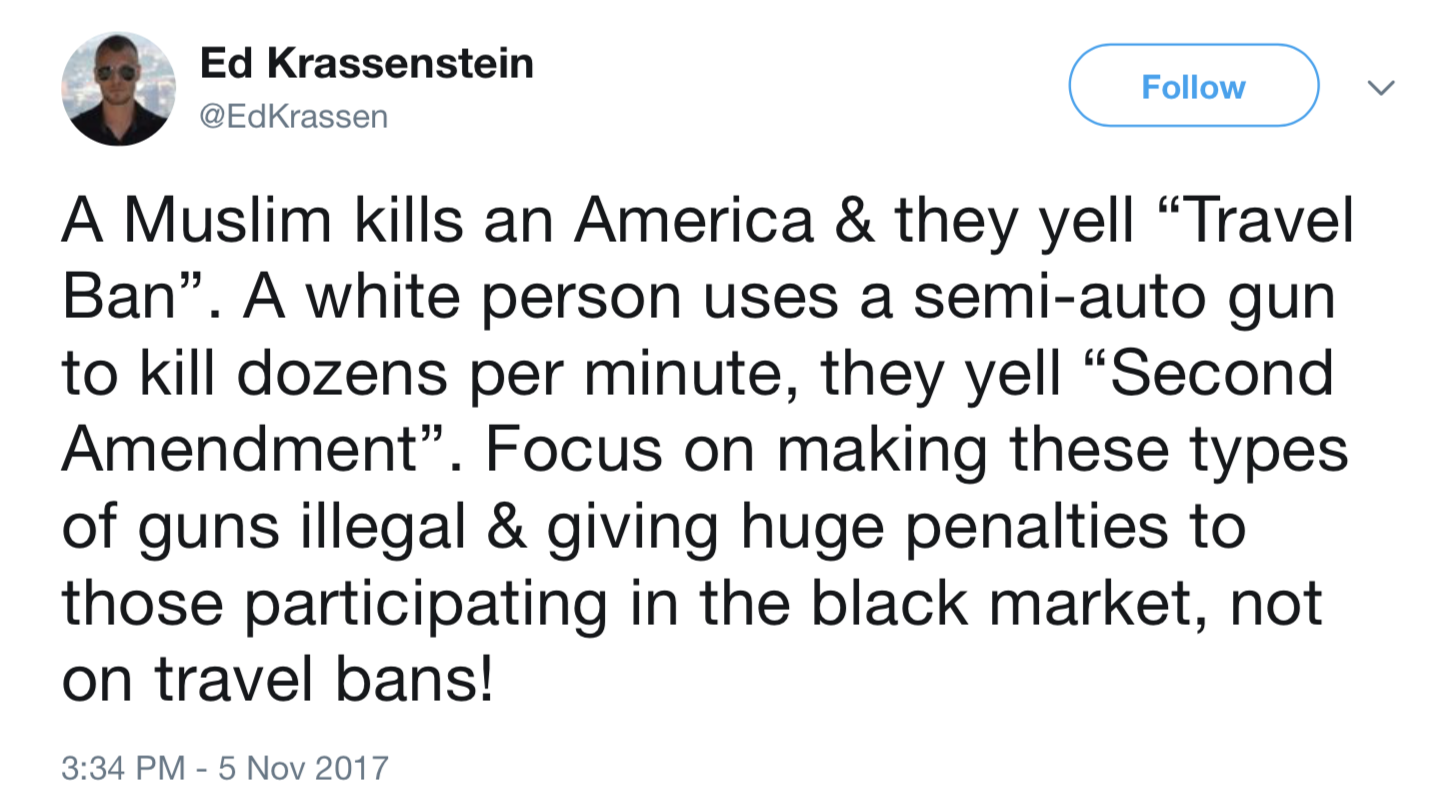 Ed Krassenstein
@EdKrassen
Follow
A Muslim kills an America & they yell “Travel
Ban”. A white person uses a semi-auto gun
to kill dozens per minute, they yell “Second
Amendment”. Focus on making these types
of guns illegal & giving huge penalties to
those participating in the black market, not
on travel bans!
3:34 PM - 5 Nov 2017